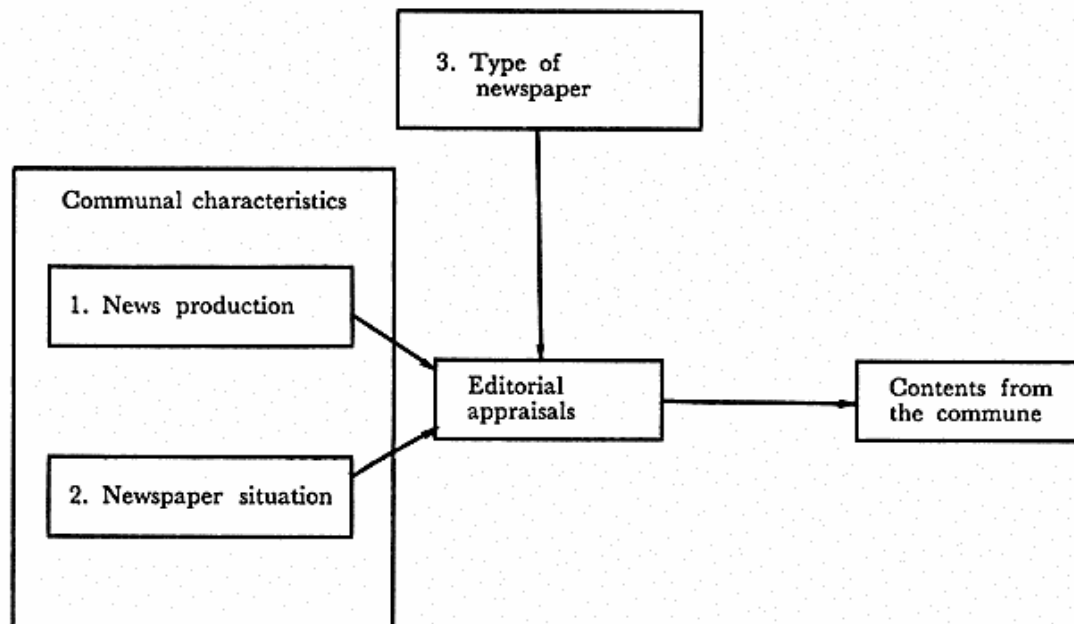 3. Type of
newspaper
Communal characteristics
1. News production
2. Newspaper situation
Editorial
appraisals
Contents from
the commune